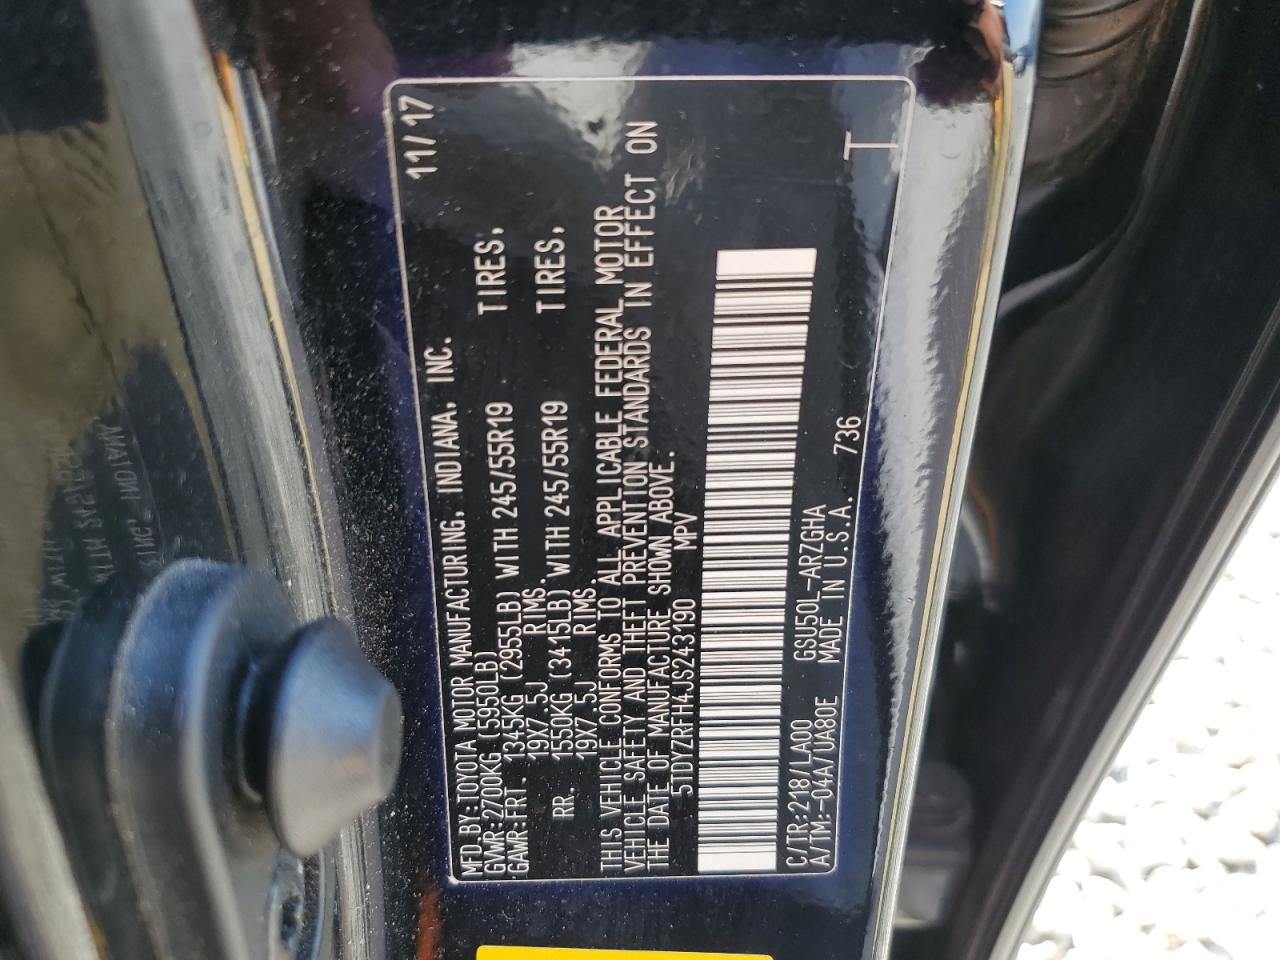 11/17
MFD.BY:TOYOTA MOTOR MANUFACTURING, INDIANA, INC.
GVWR:2700KG (5950LB)
GAWR:FRT. 1345KG (2955LB) WITH 245/55R19 TIRES,
19X7.5J RIMS.
RR. 1550KG (3415LB) WITH 245/55R19 TIRES,
19X7.5J RIMS.
THIS VEHICLE CONFORMS TO ALL APPLICABLE FEDERAL MOTOR
VEHICLE SAFETY AND THEFT PREVENTION STANDARDS IN EFFECT ON
THE DATE OF MANUFACTURE SHOWN ABOVE.
5TDYZRFH4JS243190 MPV
C/TR:218/LA00 GSU50L-ARZGHA
A/TM:-04A/UA80E MADE IN U.S.A. 736
T